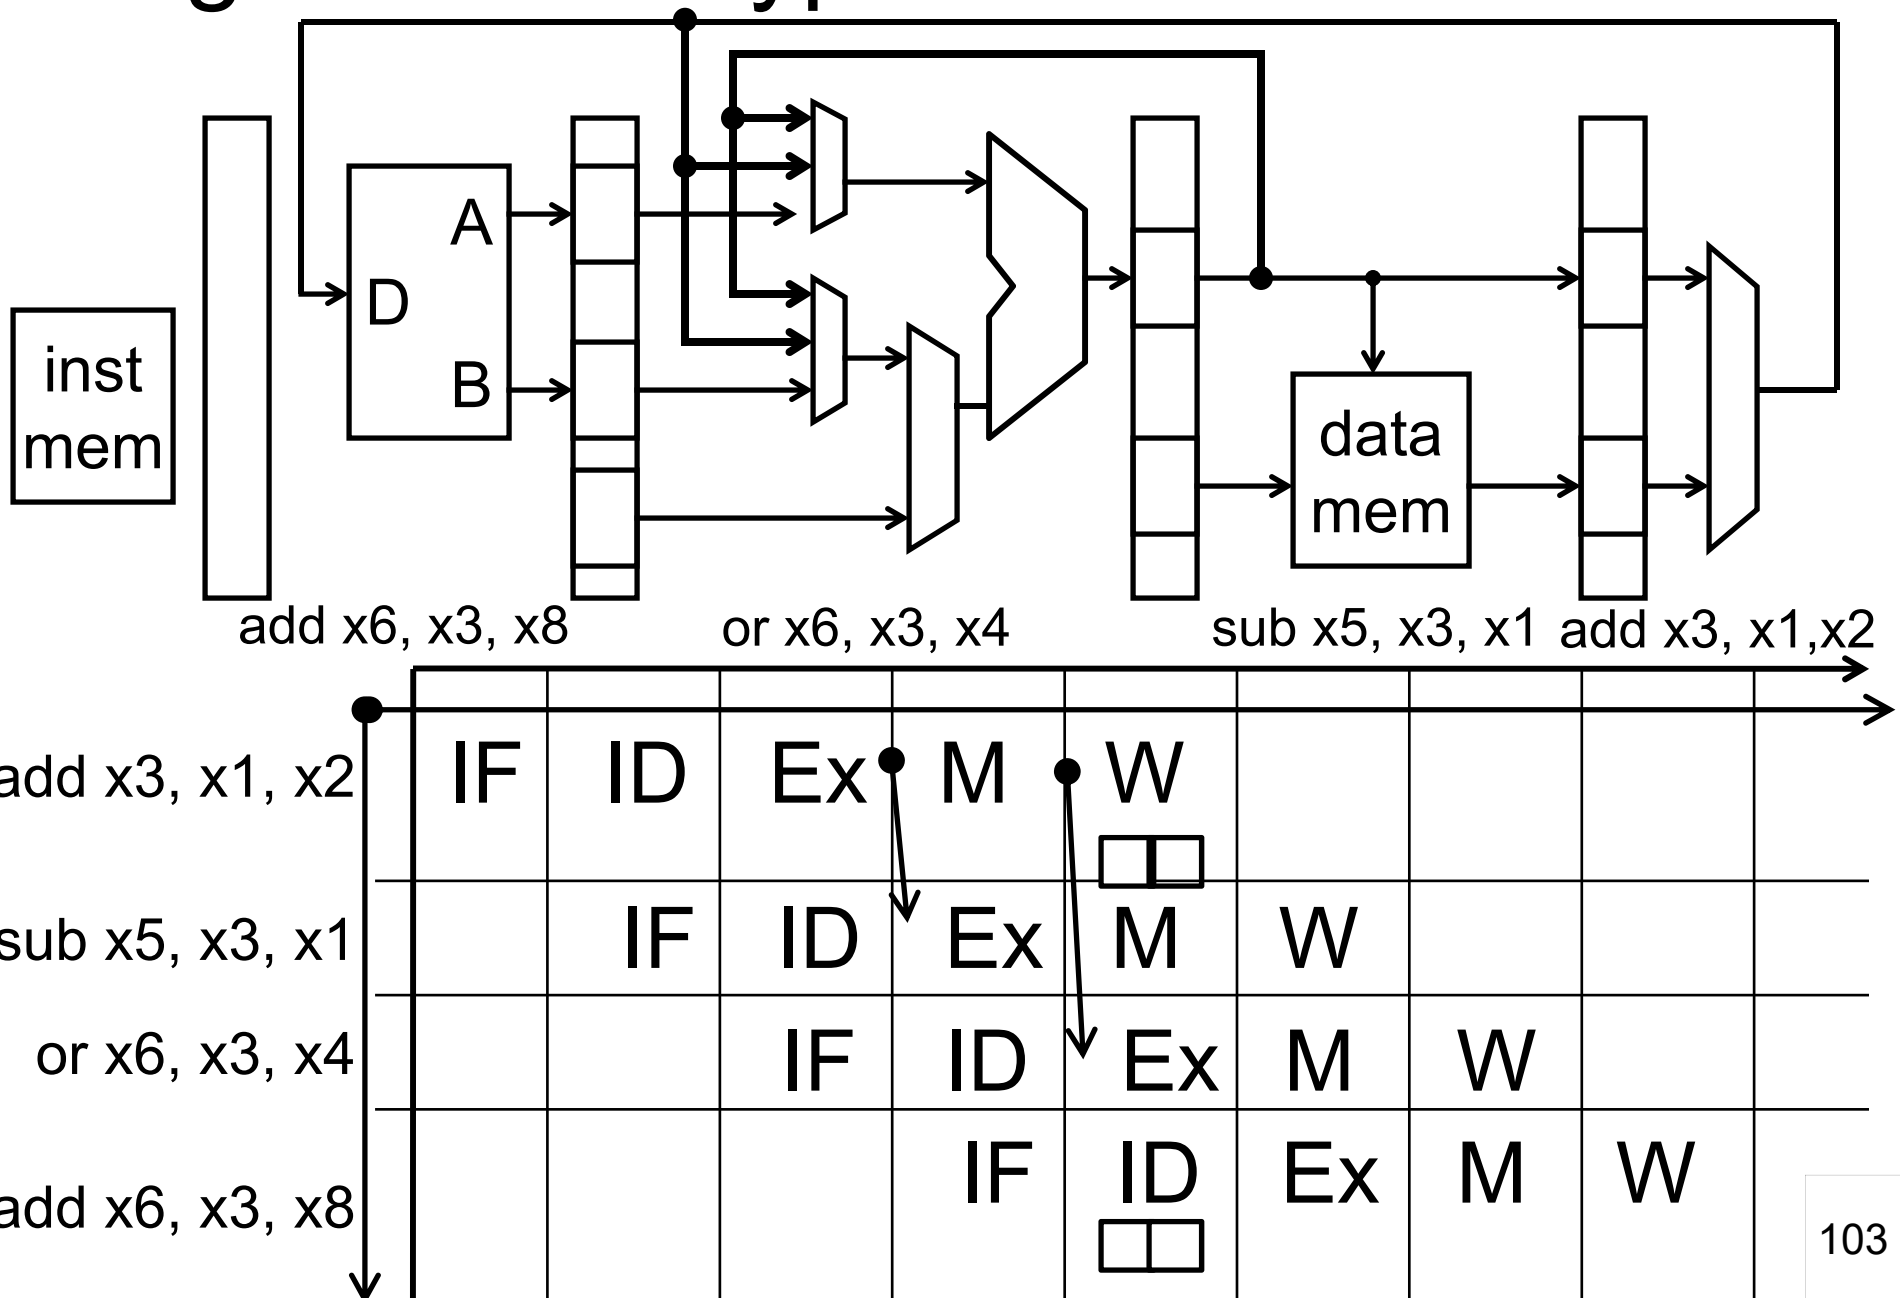 A
D
B
inst
mem
data
mem
add x6, x3, x8 or x6, x3, x4 sub x5, x3, x1 add x3, x1,x2
add x3, x1, x2 IF ID Ex M W
sub x5, x3, x1 IF ID Ex M W
or x6, x3, x4 IF ID Ex M W
add x6, x3, x8 IF ID Ex M W
103